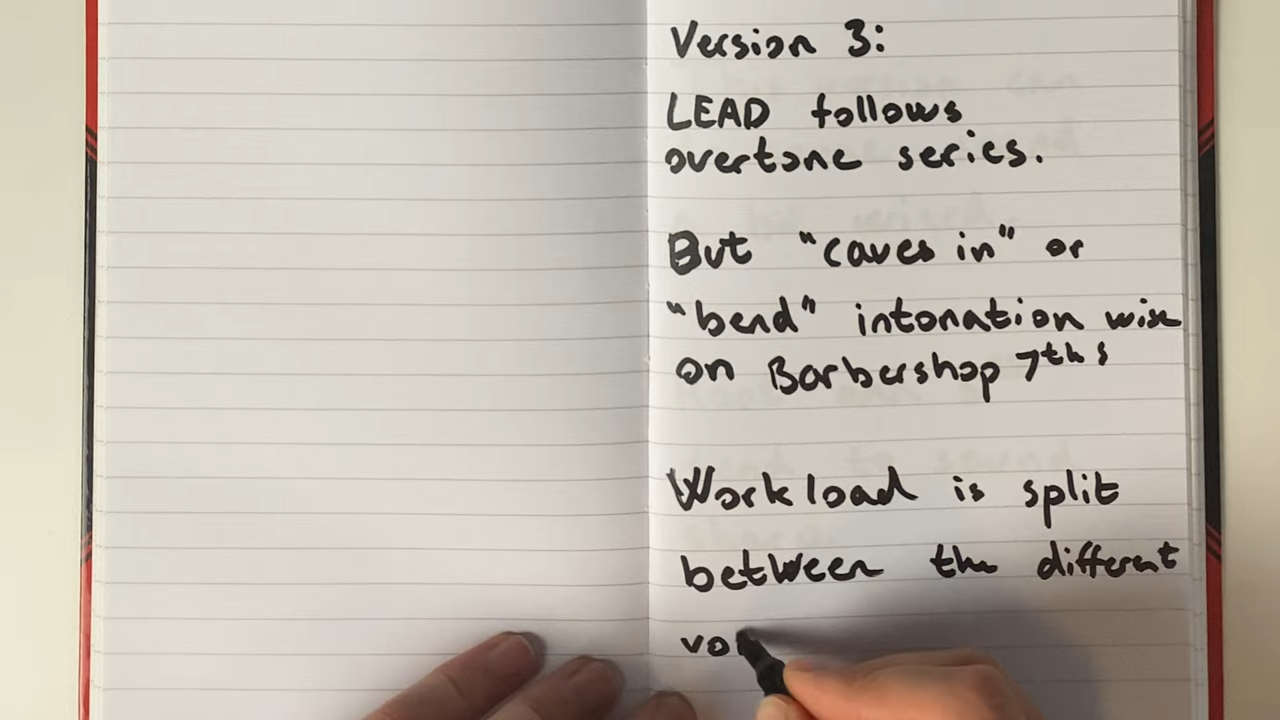 Version 3:
LEAD follows
overtone series.
But "caves in" or
"bend" intonation wise
on Barbershop 7ths
Workload is split
between the different
vo